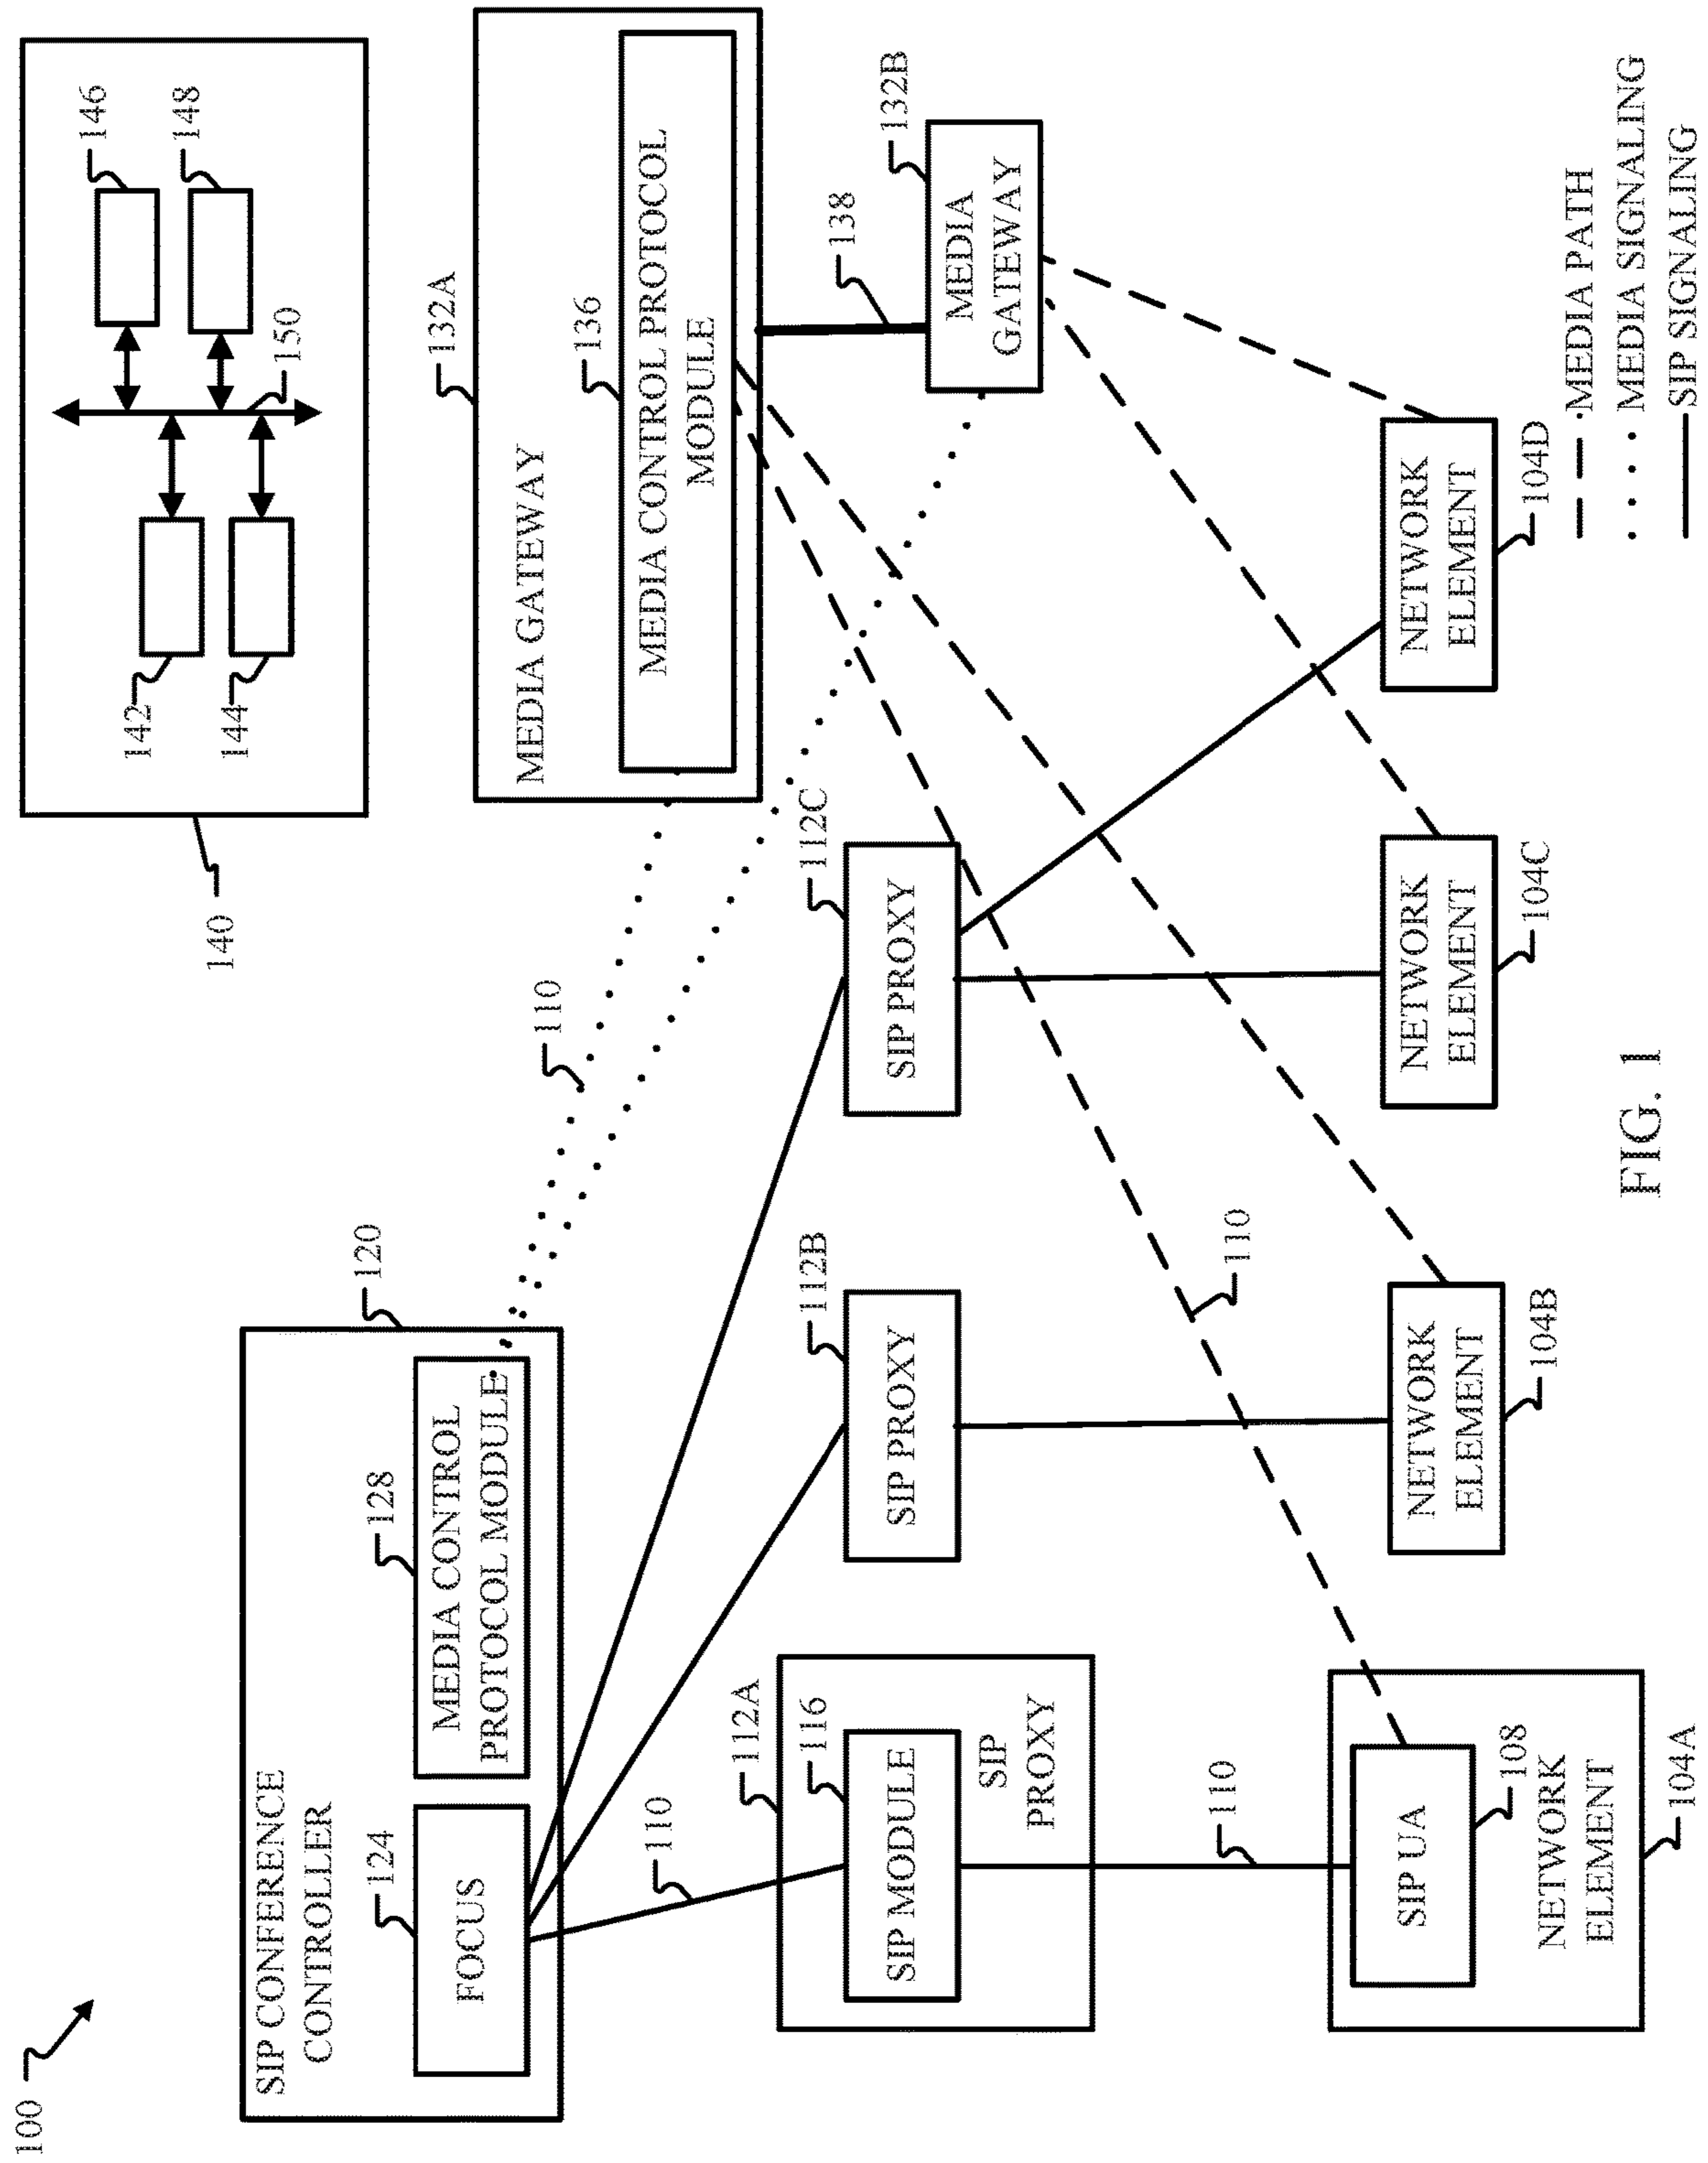 100
SIP CONFERENCE
CONTROLLER
120
124
FOCUS
128
MEDIA CONTROL
PROTOCOL MODULE
110
110
140
142
144
146
148
150
132A
MEDIA GATEWAY
136
MEDIA CONTROL PROTOCOL
MODULE
138
132B
MEDIA
GATEWAY
112A
116
SIP MODULE
SIP
PROXY
112B
SIP PROXY
112C
SIP PROXY
110
110
SIP UA
108
NETWORK
ELEMENT
104A
NETWORK
ELEMENT
104B
NETWORK
ELEMENT
104C
NETWORK
ELEMENT
104D
MEDIA PATH
MEDIA SIGNALING
SIP SIGNALING
FIG. 1